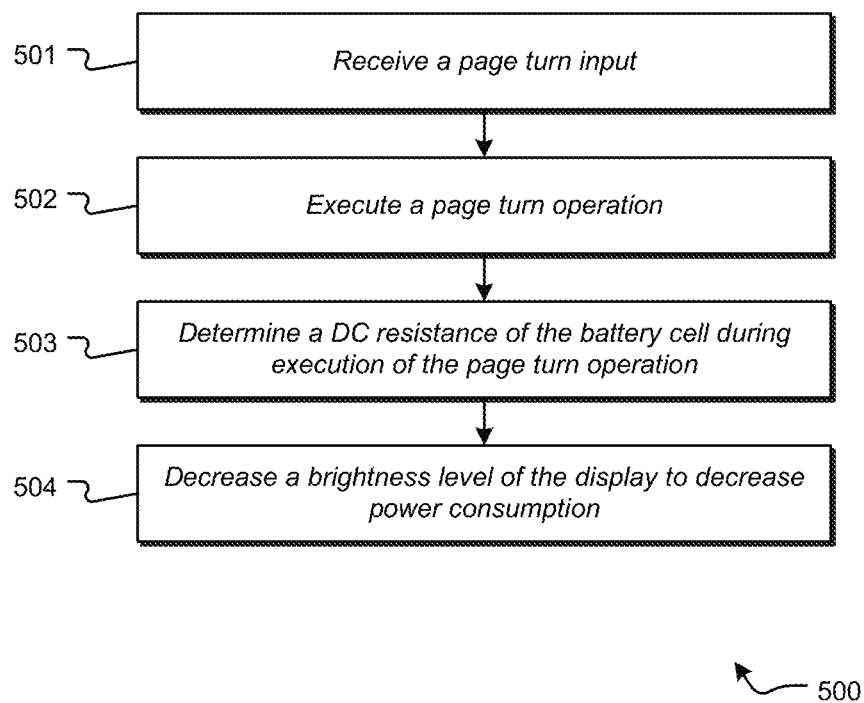 501
Receive a page turn input
502
Execute a page turn operation
503
Determine a DC resistance of the battery cell during
execution of the page turn operation
504
Decrease a brightness level of the display to decrease
power consumption
500